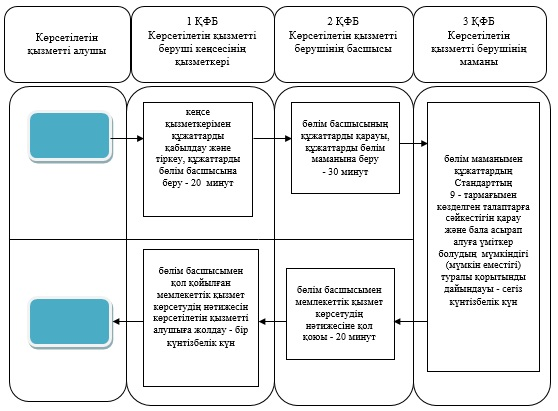 Көрсетілетін
қызметті алушы
1 ҚФБ
Көрсетілетін қызметті
беруші кеңсесінің
қызметкері
2 ҚФБ
Көрсетілетін қызметті
берушінің басшысы
3 ҚФБ
Көрсетілетін
қызметті берушінің
маманы
кеңсе
қызметкерімен
құжаттарды
қабылдау және
тіркеу, құжаттарды
бөлім басшысына
беру - 20 минут
бөлім басшысының
құжаттарды қарауы,
құжаттарды бөлім
маманына беру
- 30 минут
бөлім маманымен
құжаттардың
Стандарттың
9 - тармағымен
көзделген талаптарға
сәйкестігін қарау
және бала асырап
алуға үміткер
болудың мүмкіндігі
(мүмкін еместігі)
туралы қорытынды
дайындауы - сегіз
күнтізбелік күн
бөлім басшысымен
қол қойылған
мемлекеттік қызмет
көрсетудің нәтижесін
көрсетілетін қызметті
алушыға жолдау - бір
күнтізбелік күн
бөлім басшысымен
мемлекеттік қызмет
көрсетудің
нәтижесіне қол
қоюы - 20 минут